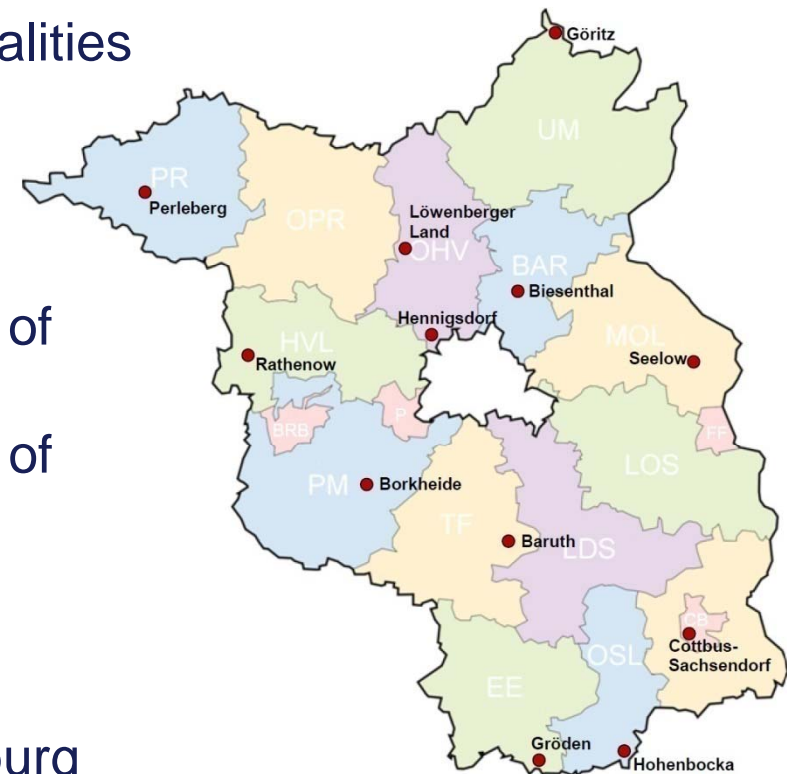 alities
of
of
ourg
Göritz
UM
PR
Perleberg
OPR
Löwenberger
Land
OHV
BAR
Biesenthal
Hennigsdorf
MOL
HVL
Seelow
Rathenow
P
BRB
FF
LOS
PM
Borkheide
TF
Baruth
LDS
CB
Cottbus-
Sachsendorf
OSL
EE
Gröden
Hohenbocka